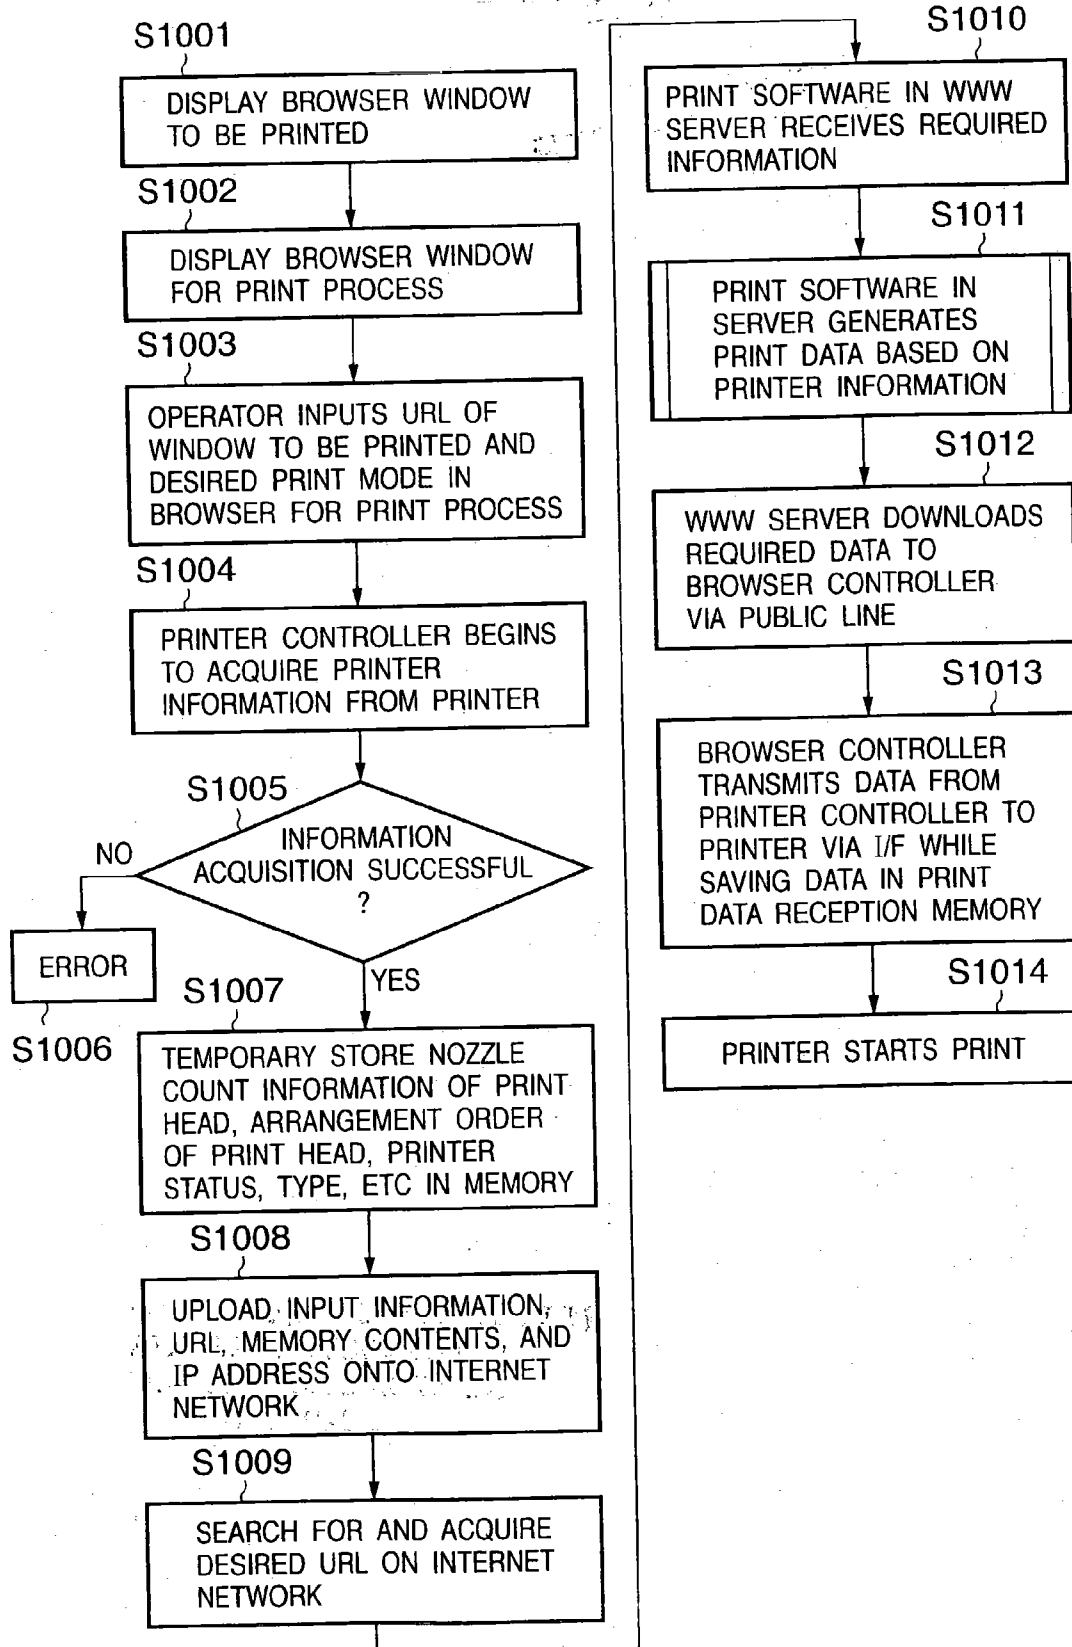 S1001
DISPLAY BROWSER WINDOW
TO BE PRINTED
S1002
DISPLAY BROWSER WINDOW
FOR PRINT PROCESS
S1003
OPERATOR INPUTS URL OF
WINDOW TO BE PRINTED AND
DESIRED PRINT MODE IN
BROWSER FOR PRINT PROCESS
S1004
PRINTER CONTROLLER BEGINS
TO ACQUIRE PRINTER
INFORMATION FROM PRINTER
S1005
INFORMATION
ACQUISITION SUCCESSFUL
?
NO
ERROR
S1006
YES
S1007
TEMPORARY STORE NOZZLE
COUNT INFORMATION OF PRINT
HEAD, ARRANGEMENT ORDER
OF PRINT HEAD, PRINTER
STATUS, TYPE, ETC IN MEMORY
S1008
UPLOAD INPUT INFORMATION,
URL, MEMORY CONTENTS, AND
IP ADDRESS ONTO INTERNET
NETWORK
S1009
SEARCH FOR AND ACQUIRE
DESIRED URL ON INTERNET
NETWORK
S1010
PRINT SOFTWARE IN WWW
SERVER RECEIVES REQUIRED
INFORMATION
S1011
PRINT SOFTWARE IN
SERVER GENERATES
PRINT DATA BASED ON
PRINTER INFORMATION
S1012
WWW SERVER DOWNLOADS
REQUIRED DATA TO
BROWSER CONTROLLER
VIA PUBLIC LINE
S1013
BROWSER CONTROLLER
TRANSMITS DATA FROM
PRINTER CONTROLLER TO
PRINTER VIA I/F WHILE
SAVING DATA IN PRINT
DATA RECEPTION MEMORY
S1014
PRINTER STARTS PRINT